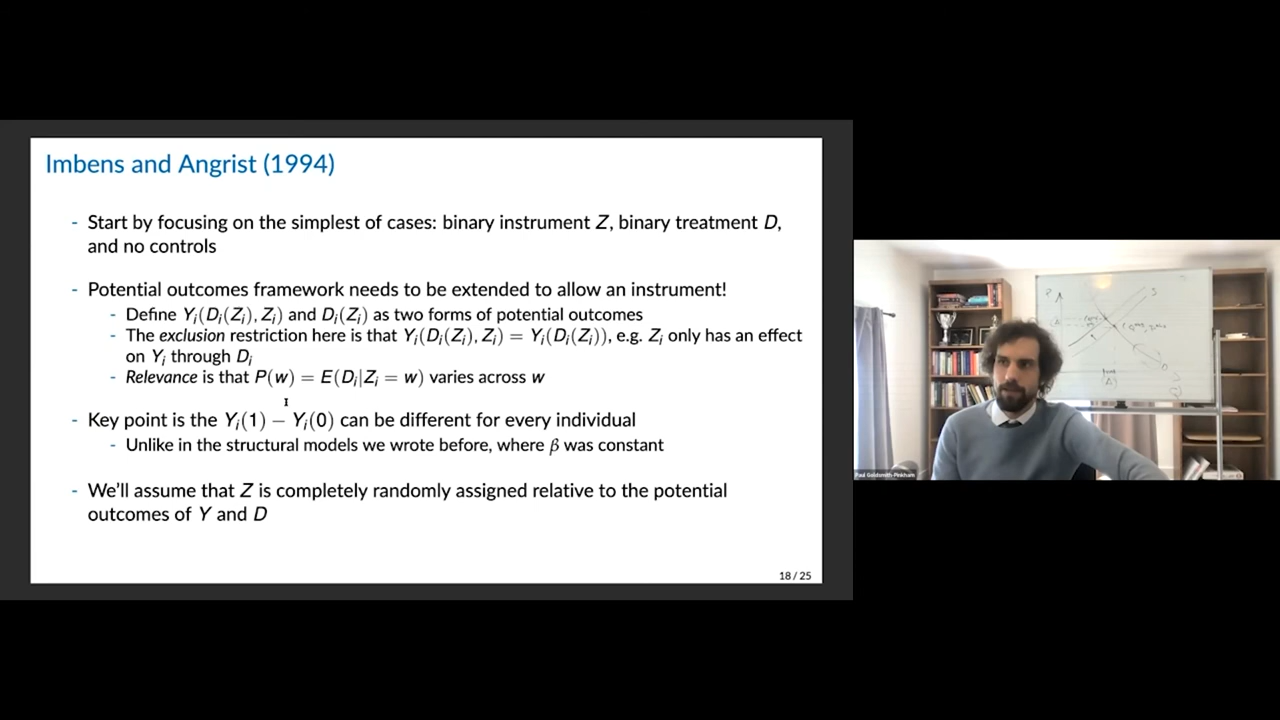 Imbens and Angrist (1994)
- Start by focusing on the simplest of cases: binary instrument Z, binary treatment D,
and no controls
- Potential outcomes framework needs to be extended to allow an instrument!
- Define Yᵢ(Dᵢ(Zᵢ), Zᵢ) and Dᵢ(Zᵢ) as two forms of potential outcomes
- The exclusion restriction here is that Yᵢ(Dᵢ(Zᵢ), Zᵢ) = Yᵢ(Dᵢ(Zᵢ)), e.g. Zᵢ only has an effect
on Yᵢ through Dᵢ
- Relevance is that P(w) = E(Dᵢ|Zᵢ = w) varies across w
- Key point is the Yᵢ(1) − Yᵢ(0) can be different for every individual
- Unlike in the structural models we wrote before, where β was constant
- We'll assume that Z is completely randomly assigned relative to the potential
outcomes of Y and D
18 / 25
Paul Goldsmith-Pinkham